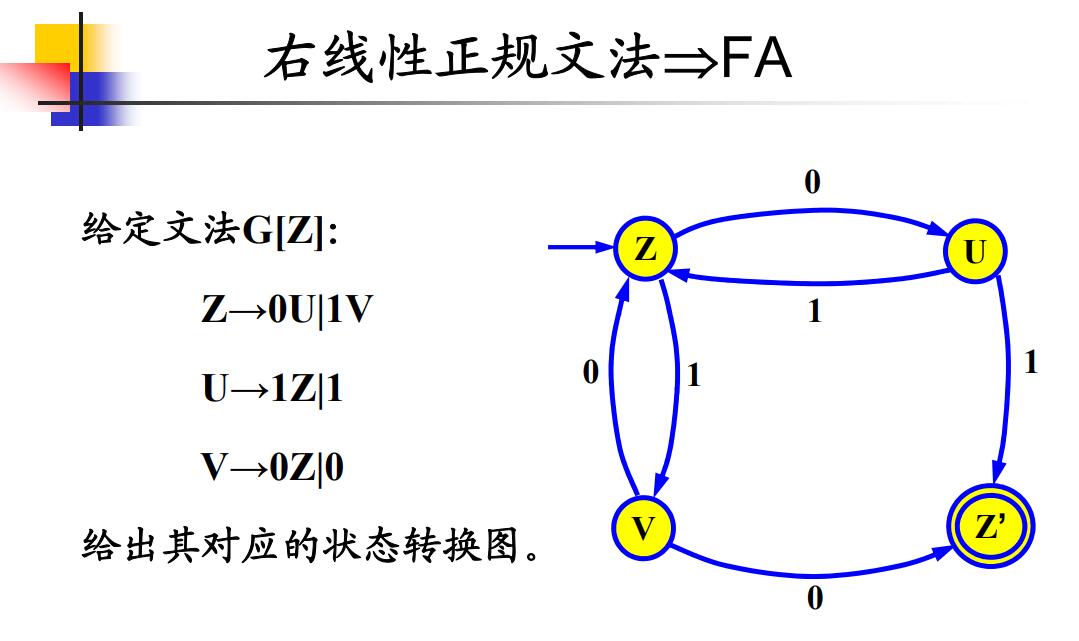 右线性正规文法⇒FA
给定文法G[Z]:
Z→0U|1V
U→1Z|1
V→0Z|0
给出其对应的状态转换图。
0
Z
U
1
0
1
1
V
Z’
0